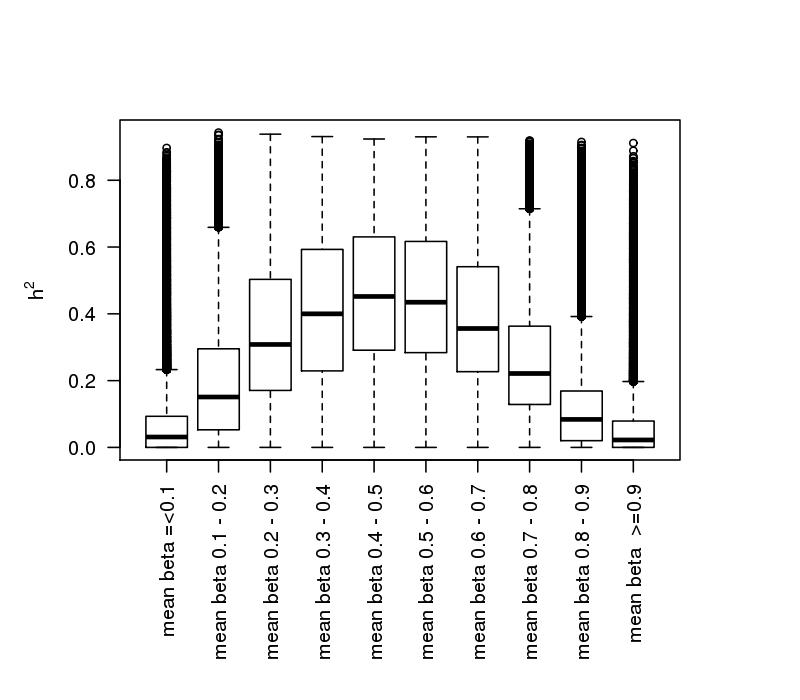 0.8
0.6
0.4
0.2
0.0
h²
mean beta =<0.1
mean beta 0.1 - 0.2
mean beta 0.2 - 0.3
mean beta 0.3 - 0.4
mean beta 0.4 - 0.5
mean beta 0.5 - 0.6
mean beta 0.6 - 0.7
mean beta 0.7 - 0.8
mean beta 0.8 - 0.9
mean beta  >=0.9